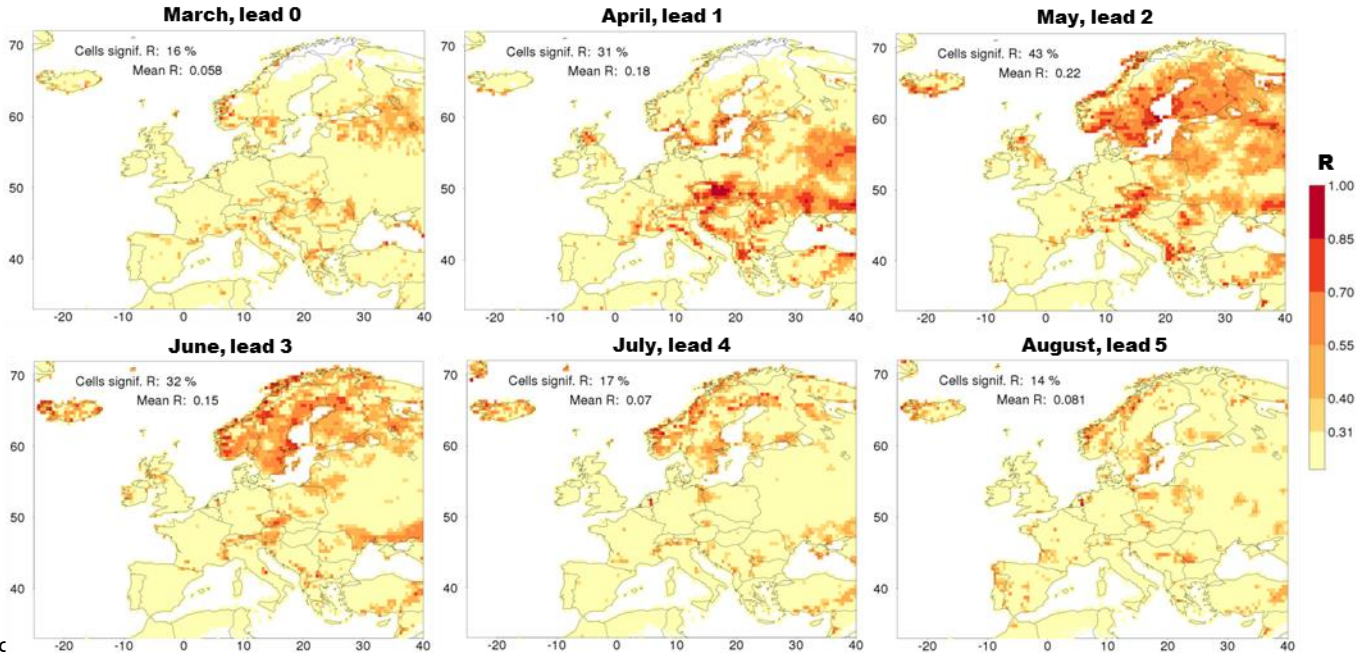 March, lead 0
Cells signif. R: 16 %
Mean R: 0.058
70
60
50
40
-20 -10 0 10 20 30 40
April, lead 1
Cells signif. R: 31 %
Mean R: 0.18
70
60
50
40
-20 -10 0 10 20 30 40
May, lead 2
Cells signif. R: 43 %
Mean R: 0.22
70
60
50
40
-20 -10 0 10 20 30 40
June, lead 3
Cells signif. R: 32 %
Mean R: 0.15
70
60
50
40
-20 -10 0 10 20 30 40
July, lead 4
Cells signif. R: 17 %
Mean R: 0.07
70
60
50
40
-20 -10 0 10 20 30 40
August, lead 5
Cells signif. R: 14 %
Mean R: 0.081
70
60
50
40
-20 -10 0 10 20 30 40
R
1.00
0.85
0.70
0.55
0.40
0.31